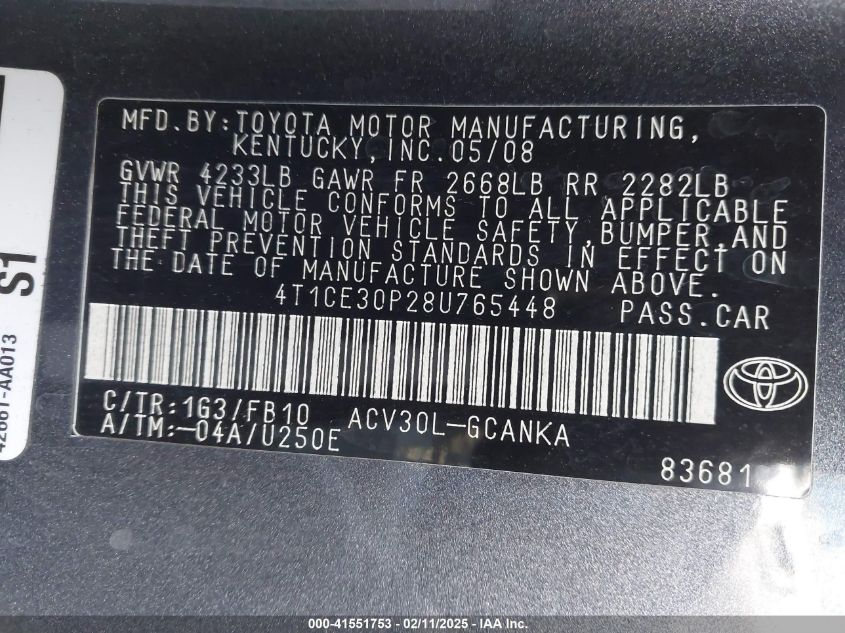 MFD.BY:TOYOTA MOTOR MANUFACTURING,
KENTUCKY,INC.05/08
GVWR 4233LB GAWR FR 2668LB RR 2282LB
THIS VEHICLE CONFORMS TO ALL APPLICABLE
FEDERAL MOTOR VEHICLE SAFETY,BUMPER,AND
THEFT PREVENTION STANDARDS IN EFFECT ON
THE DATE OF MANUFACTURE SHOWN ABOVE.
4T1CE30P28U765448 PASS.CAR
C/TR:1G3/FB10 ACV30L-GCANKA
A/TM:-04A/U250E
83681
S1
42661-AA013
000-41551753 - 02/11/2025 - IAA Inc.